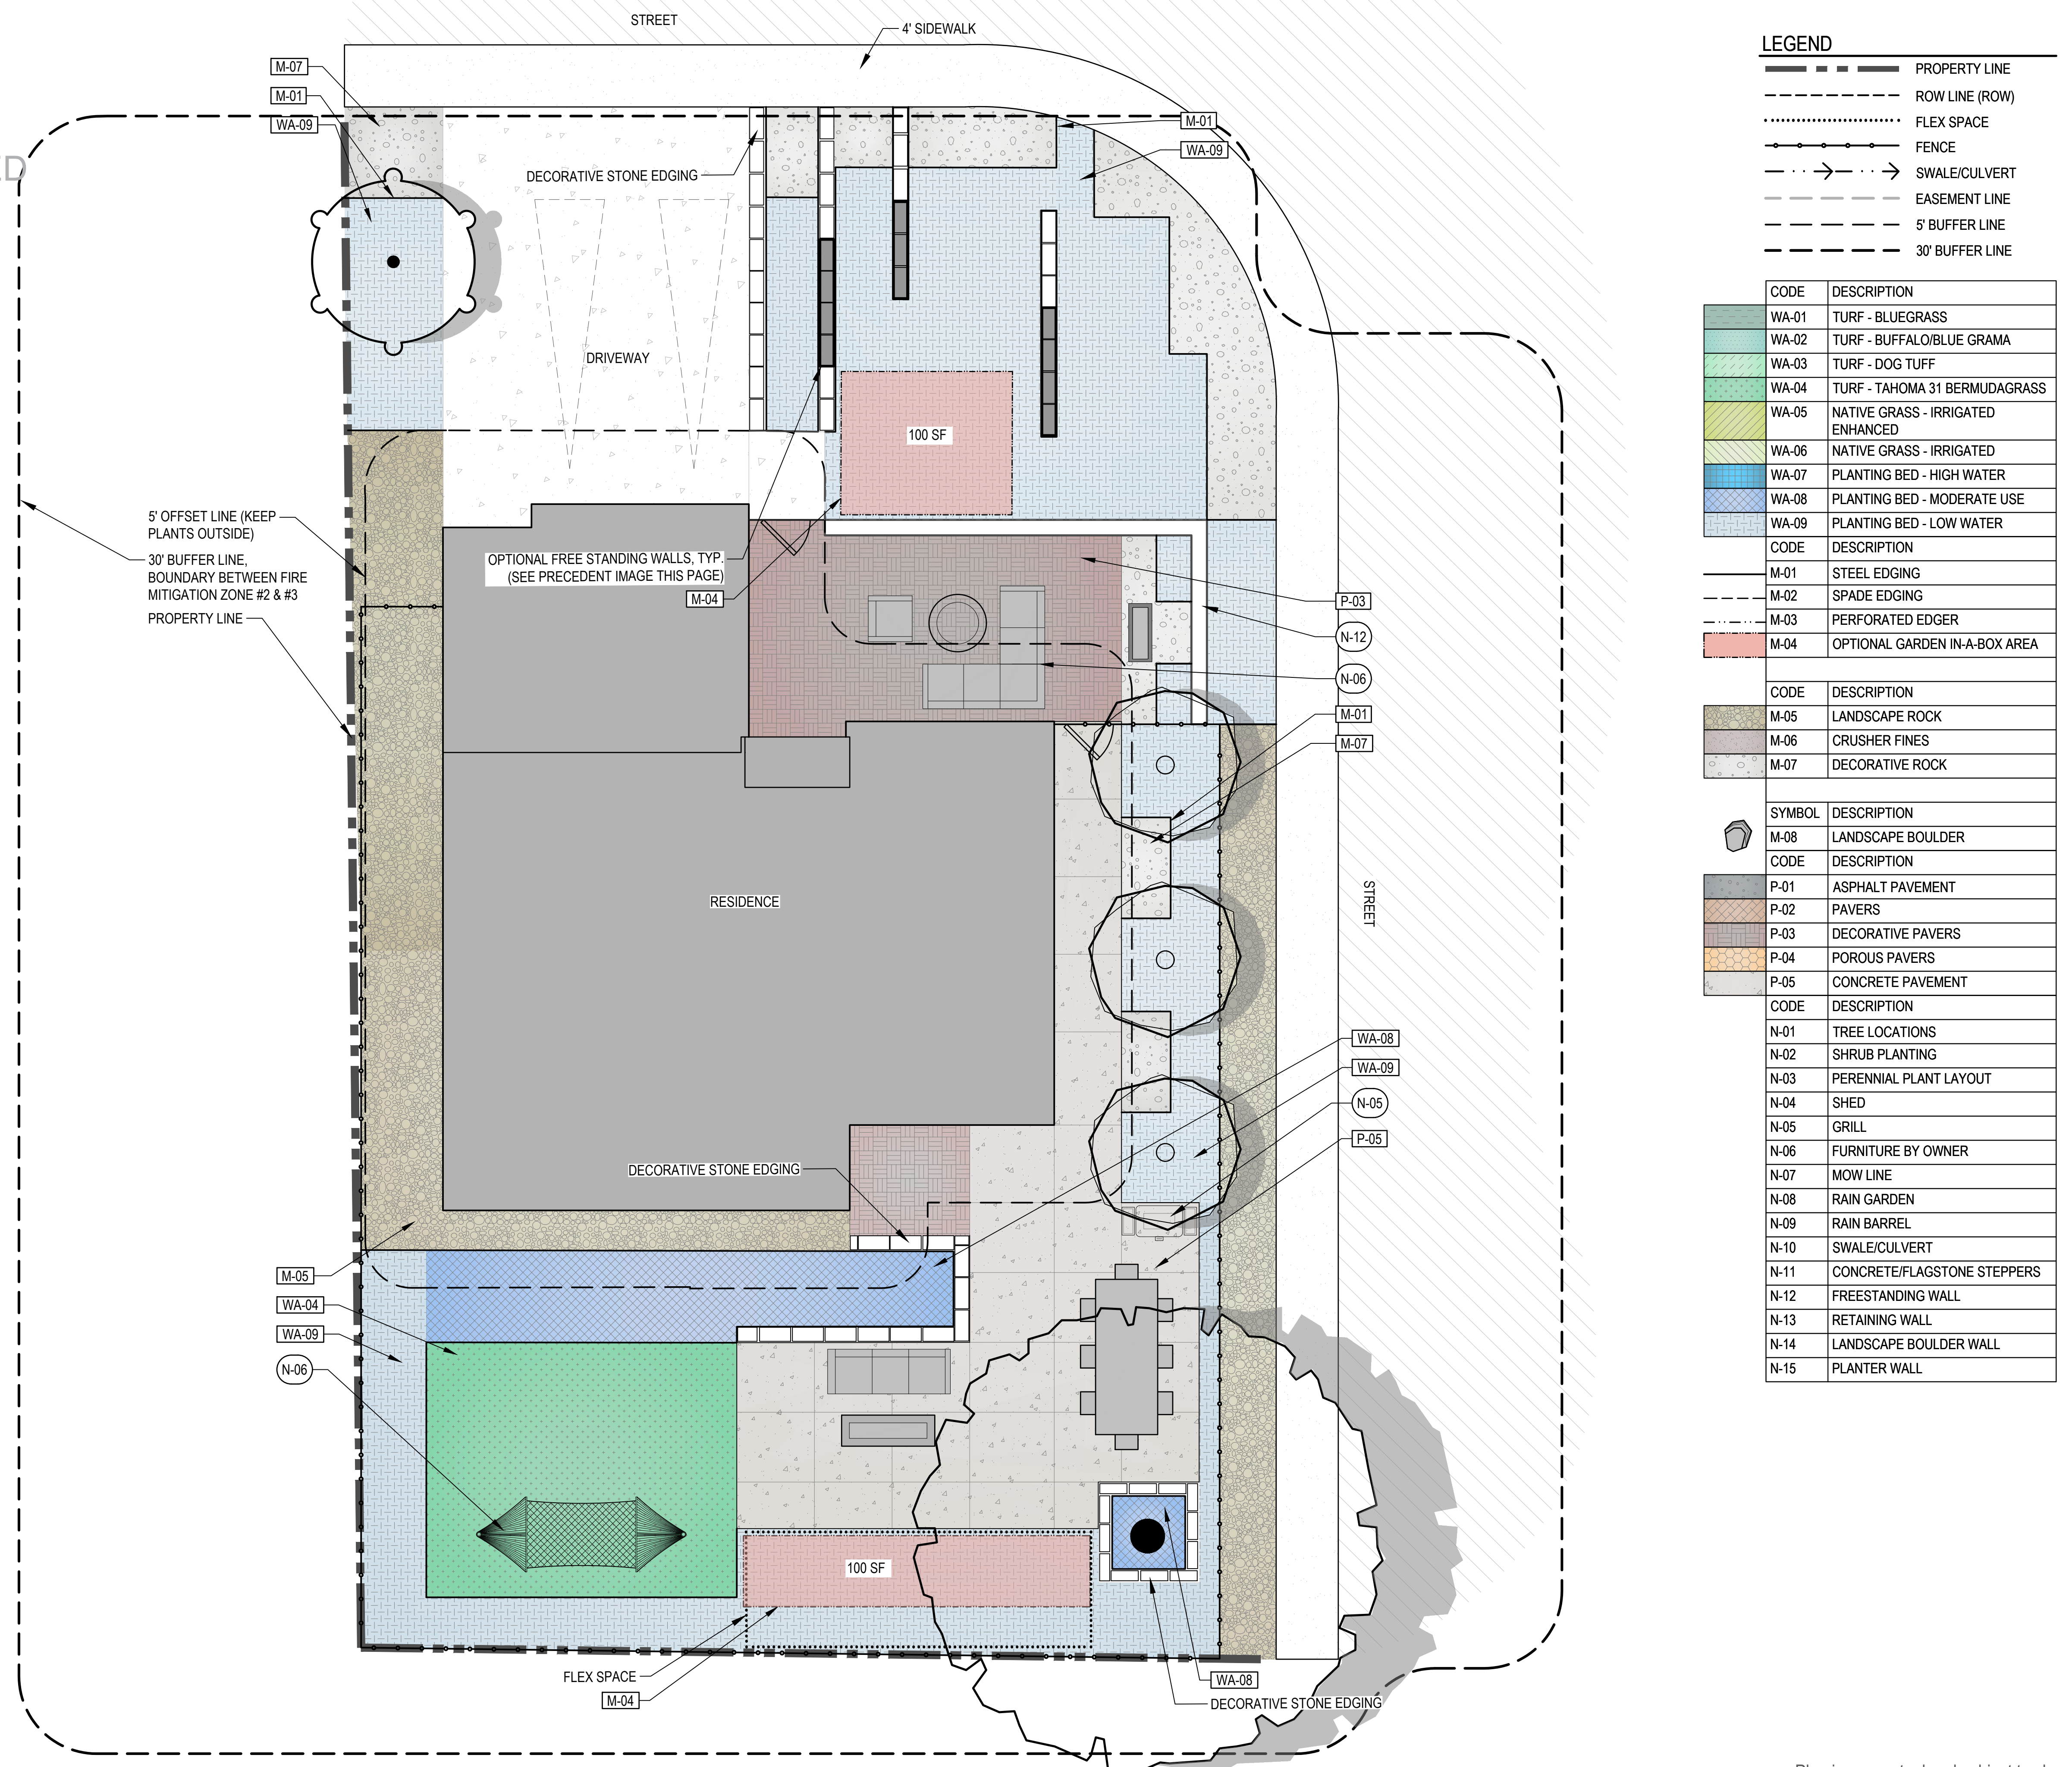 STREET
4' SIDEWALK
M-07
M-01
WA-09
M-01
WA-09
DECORATIVE STONE EDGING
DRIVEWAY
100 SF
5' OFFSET LINE (KEEP
PLANTS OUTSIDE)
30' BUFFER LINE,
BOUNDARY BETWEEN FIRE
MITIGATION ZONE #2 & #3
PROPERTY LINE
OPTIONAL FREE STANDING WALLS, TYP.
(SEE PRECEDENT IMAGE THIS PAGE)
M-04
P-03
N-12
N-06
M-01
M-07
RESIDENCE
STREET
WA-08
WA-09
N-05
P-05
DECORATIVE STONE EDGING
M-05
WA-04
WA-09
N-06
100 SF
FLEX SPACE
M-04
WA-08
DECORATIVE STONE EDGING
LEGEND
PROPERTY LINE
ROW LINE (ROW)
FLEX SPACE
FENCE
SWALE/CULVERT
EASEMENT LINE
5' BUFFER LINE
30' BUFFER LINE
CODE DESCRIPTION
WA-01 TURF - BLUEGRASS
WA-02 TURF - BUFFALO/BLUE GRAMA
WA-03 TURF - DOG TUFF
WA-04 TURF - TAHOMA 31 BERMUDAGRASS
WA-05 NATIVE GRASS - IRRIGATED
ENHANCED
WA-06 NATIVE GRASS - IRRIGATED
WA-07 PLANTING BED - HIGH WATER
WA-08 PLANTING BED - MODERATE USE
WA-09 PLANTING BED - LOW WATER
CODE DESCRIPTION
M-01 STEEL EDGING
M-02 SPADE EDGING
M-03 PERFORATED EDGER
M-04 OPTIONAL GARDEN IN-A-BOX AREA
CODE DESCRIPTION
M-05 LANDSCAPE ROCK
M-06 CRUSHER FINES
M-07 DECORATIVE ROCK
SYMBOL DESCRIPTION
M-08 LANDSCAPE BOULDER
CODE DESCRIPTION
P-01 ASPHALT PAVEMENT
P-02 PAVERS
P-03 DECORATIVE PAVERS
P-04 POROUS PAVERS
P-05 CONCRETE PAVEMENT
CODE DESCRIPTION
N-01 TREE LOCATIONS
N-02 SHRUB PLANTING
N-03 PERENNIAL PLANT LAYOUT
N-04 SHED
N-05 GRILL
N-06 FURNITURE BY OWNER
N-07 MOW LINE
N-08 RAIN GARDEN
N-09 RAIN BARREL
N-10 SWALE/CULVERT
N-11 CONCRETE/FLAGSTONE STEPPERS
N-12 FREESTANDING WALL
N-13 RETAINING WALL
N-14 LANDSCAPE BOULDER WALL
N-15 PLANTER WALL